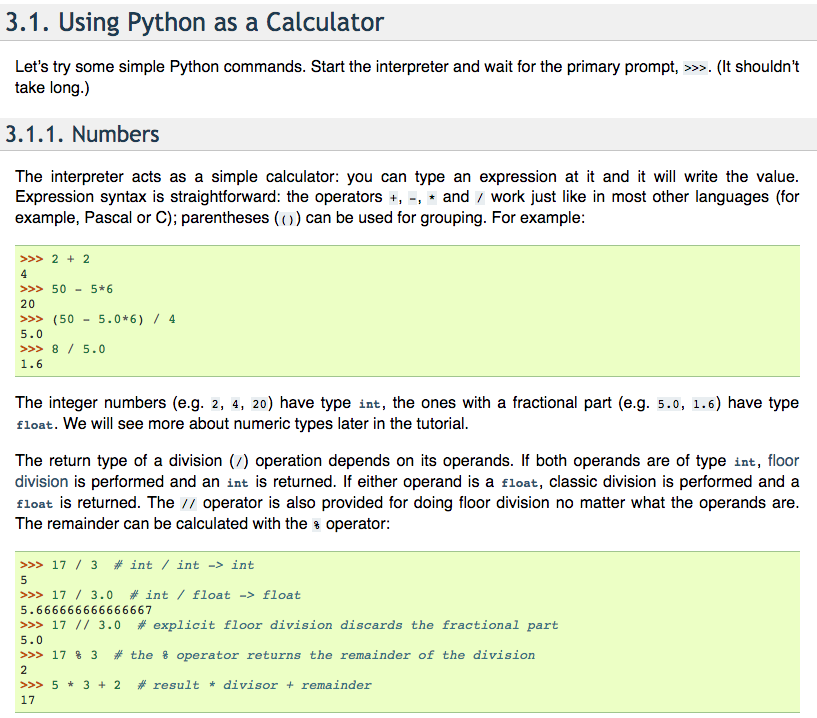 3.1. Using Python as a Calculator
Let's try some simple Python commands. Start the interpreter and wait for the primary prompt, >>>. (It shouldn't
take long.)
3.1.1. Numbers
The interpreter acts as a simple calculator: you can type an expression at it and it will write the value.
Expression syntax is straightforward: the operators +, -, * and / work just like in most other languages (for
example, Pascal or C); parentheses (()) can be used for grouping. For example:
>>> 2 + 2
4
>>> 50 - 5*6
20
>>> (50 - 5.0*6) / 4
5.0
>>> 8 / 5.0
1.6
The integer numbers (e.g. 2, 4, 20) have type int, the ones with a fractional part (e.g. 5.0, 1.6) have type
float. We will see more about numeric types later in the tutorial.
The return type of a division (/) operation depends on its operands. If both operands are of type int, floor
division is performed and an int is returned. If either operand is a float, classic division is performed and a
float is returned. The // operator is also provided for doing floor division no matter what the operands are.
The remainder can be calculated with the % operator:
>>> 17 / 3  # int / int -> int
5
>>> 17 / 3.0  # int / float -> float
5.666666666666667
>>> 17 // 3.0  # explicit floor division discards the fractional part
5.0
>>> 17 % 3  # the % operator returns the remainder of the division
2
>>> 5 * 3 + 2  # result * divisor + remainder
17